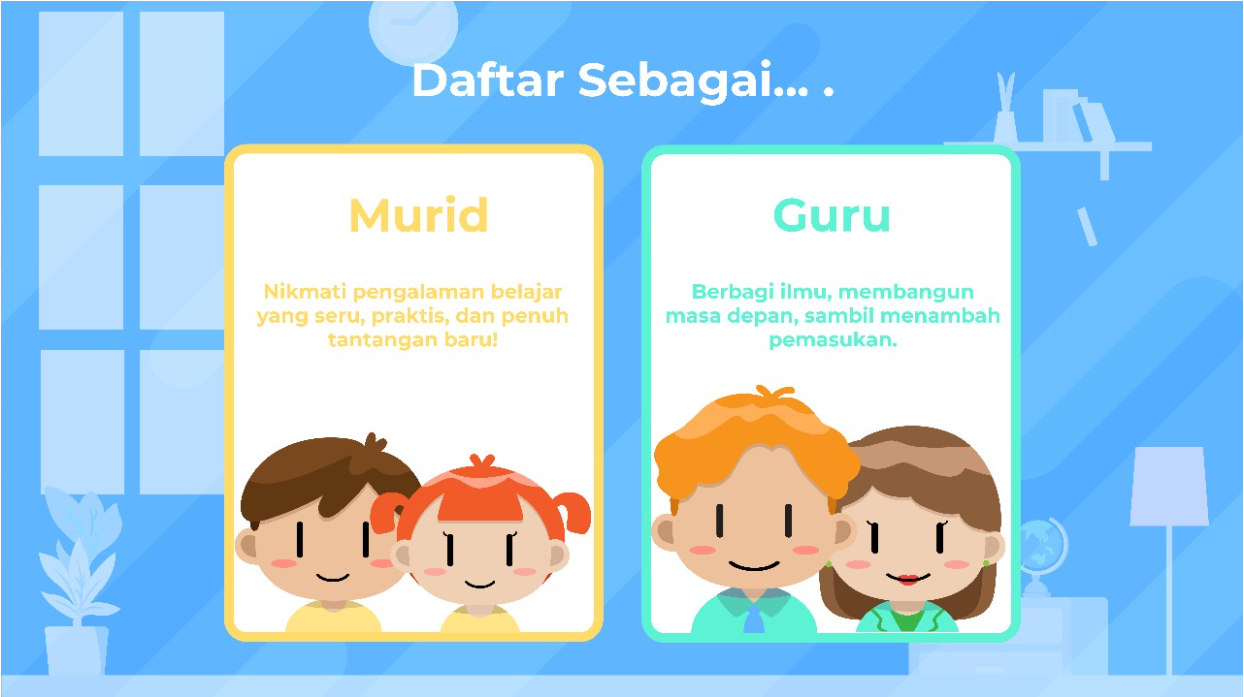 Daftar Sebagai... .
Murid
Nikmati pengalaman belajar
yang seru, praktis, dan penuh
tantangan baru!
Guru
Berbagi ilmu, membangun
masa depan, sambil menambah
pemasukan.